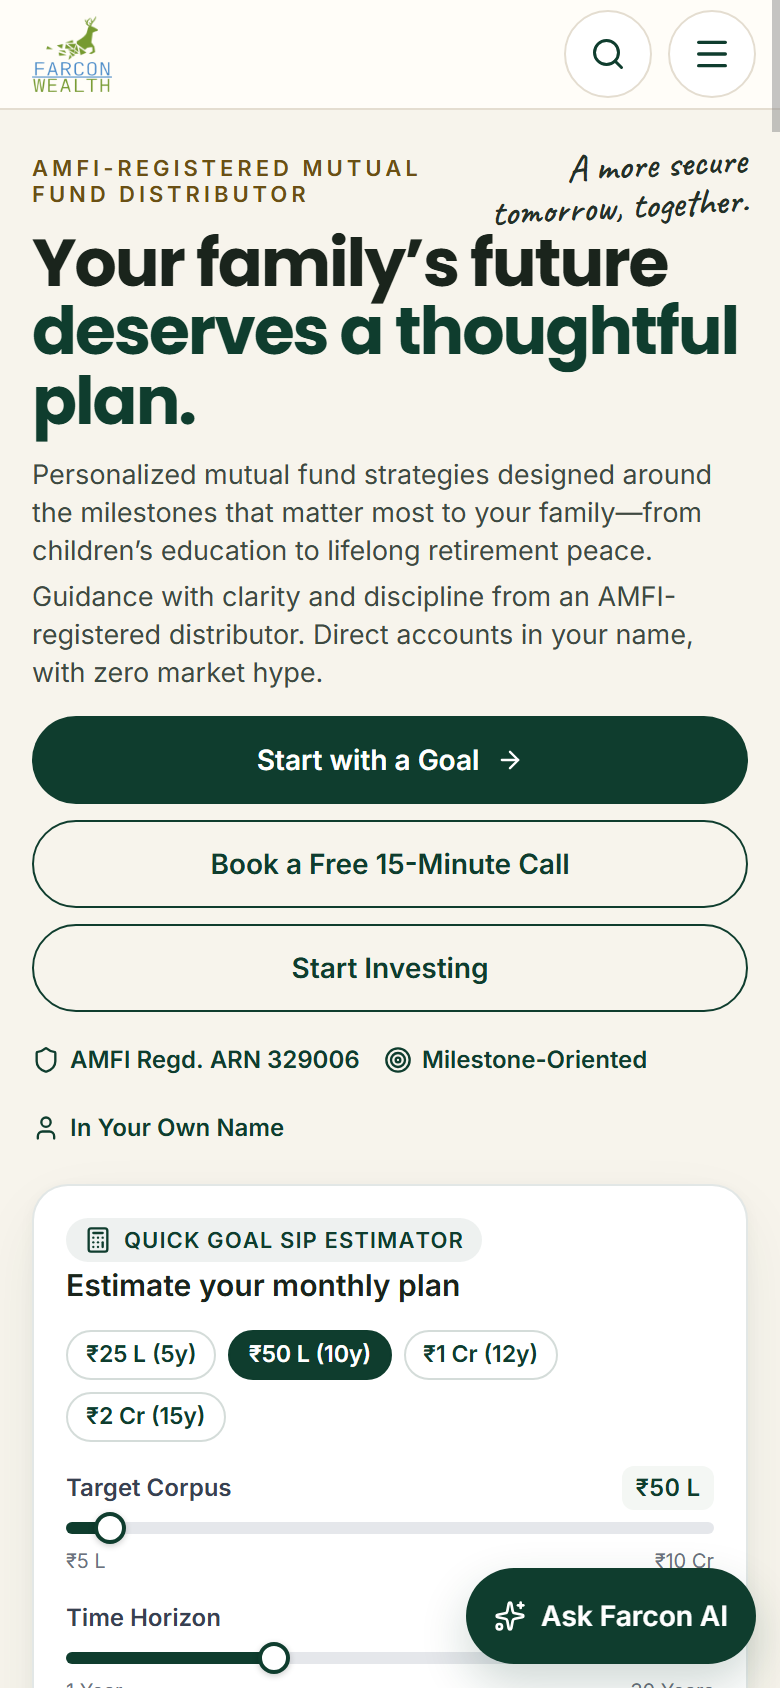 FARCON
WEALTH
AMFI-REGISTERED MUTUAL
FUND DISTRIBUTOR
A more secure
tomorrow, together.
Your family’s future
deserves a thoughtful
plan.
Personalized mutual fund strategies designed around
the milestones that matter most to your family—from
children’s education to lifelong retirement peace.
Guidance with clarity and discipline from an AMFI-
registered distributor. Direct accounts in your name,
with zero market hype.
Start with a Goal →
Book a Free 15-Minute Call
Start Investing
AMFI Regd. ARN 329006 Milestone-Oriented
In Your Own Name
QUICK GOAL SIP ESTIMATOR
Estimate your monthly plan
₹25 L (5y) ₹50 L (10y) ₹1 Cr (12y)
₹2 Cr (15y)
Target Corpus ₹50 L
₹5 L ₹10 Cr
Time Horizon
Ask Farcon AI
1 Year